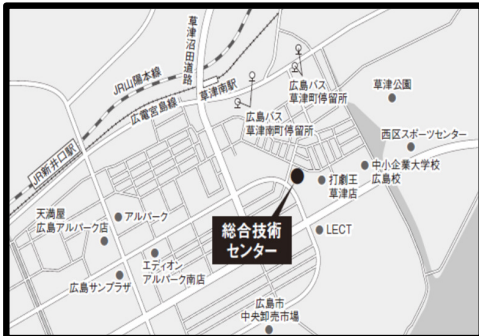 草津沼田道路
JR山陽本線
広電宮島線
草津南駅
JR新井口駅
広島バス
草津町停留所
広島バス
草津南町停留所
草津公園
西区スポーツセンター
中小企業大学校
広島校
打劇王
草津店
総合技術
センター
LECT
天満屋
広島アルパーク店
アルパーク
エディオン
アルパーク南店
広島サンプラザ
広島市
中央卸売市場